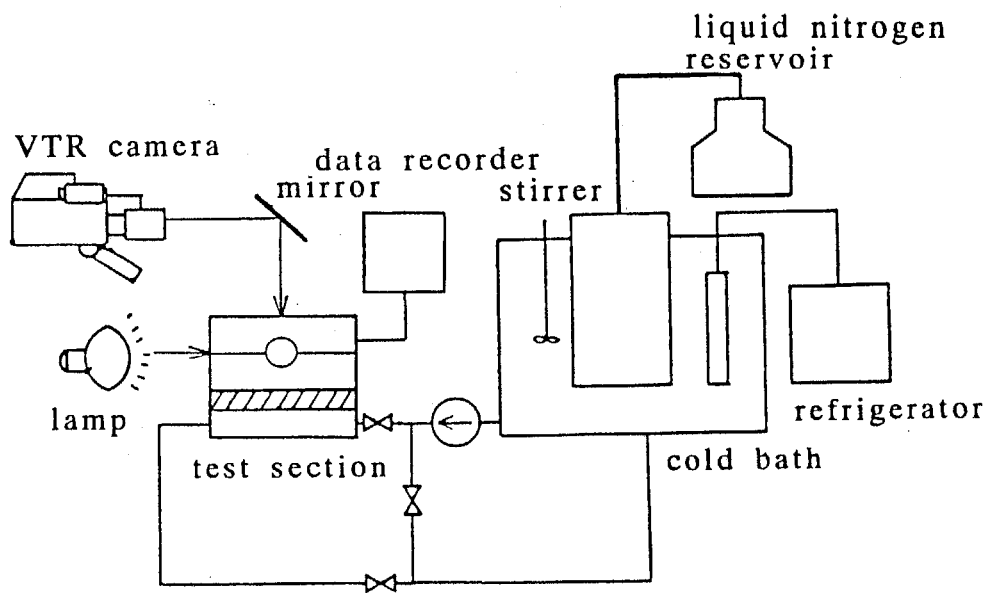 liquid nitrogen
reservoir
VTR camera
data recorder
mirror
stirrer
lamp
refrigerator
test section
cold bath